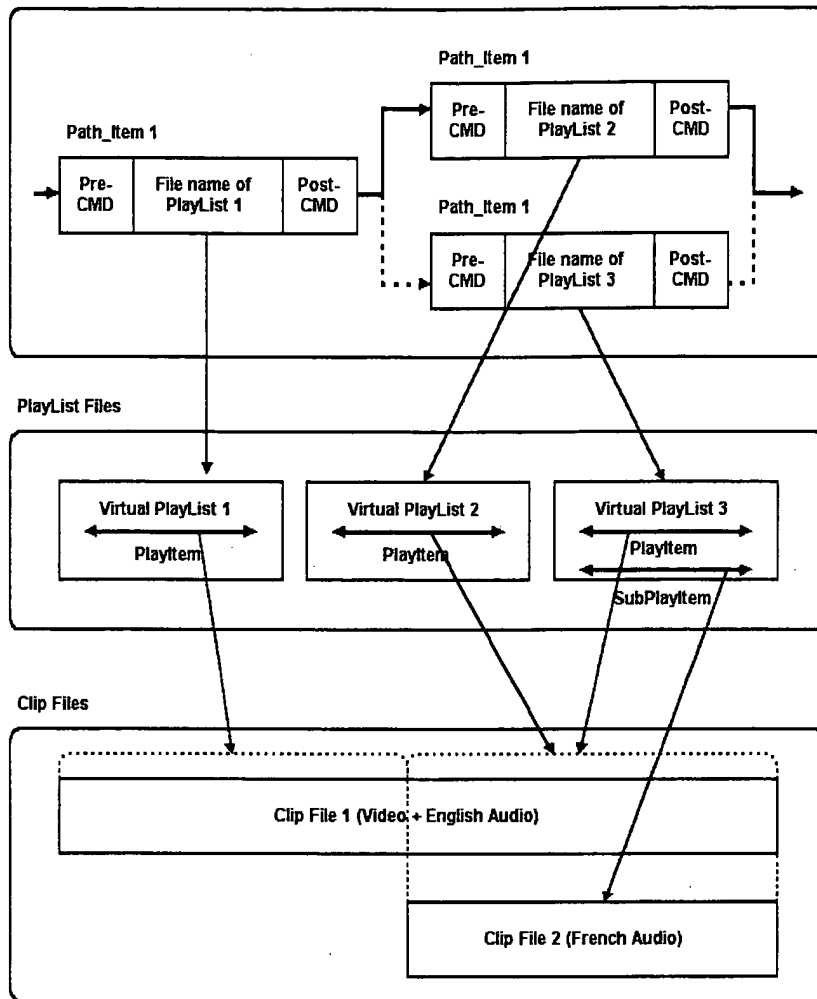 Path_Item 1
Pre-
CMD
File name of
PlayList 2
Post-
CMD
Path_Item 1
Pre-
CMD
File name of
PlayList 1
Post-
CMD
Path_Item 1
Pre-
CMD
File name of
PlayList 3
Post-
CMD
PlayList Files
Virtual PlayList 1
PlayItem
Virtual PlayList 2
PlayItem
Virtual PlayList 3
PlayItem
SubPlayItem
Clip Files
Clip File 1 (Video + English Audio)
Clip File 2 (French Audio)